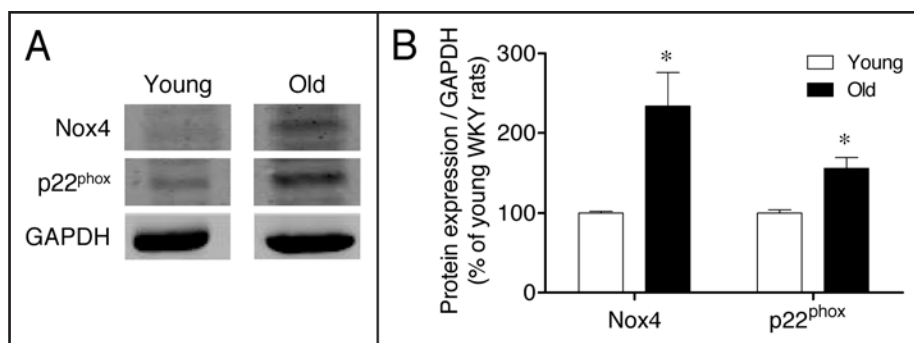 A
Young Old
Nox4
p22phox
GAPDH
B
Protein expression / GAPDH
(% of young WKY rats)
300
200
100
0
* *
Young
Old
Nox4 p22phox